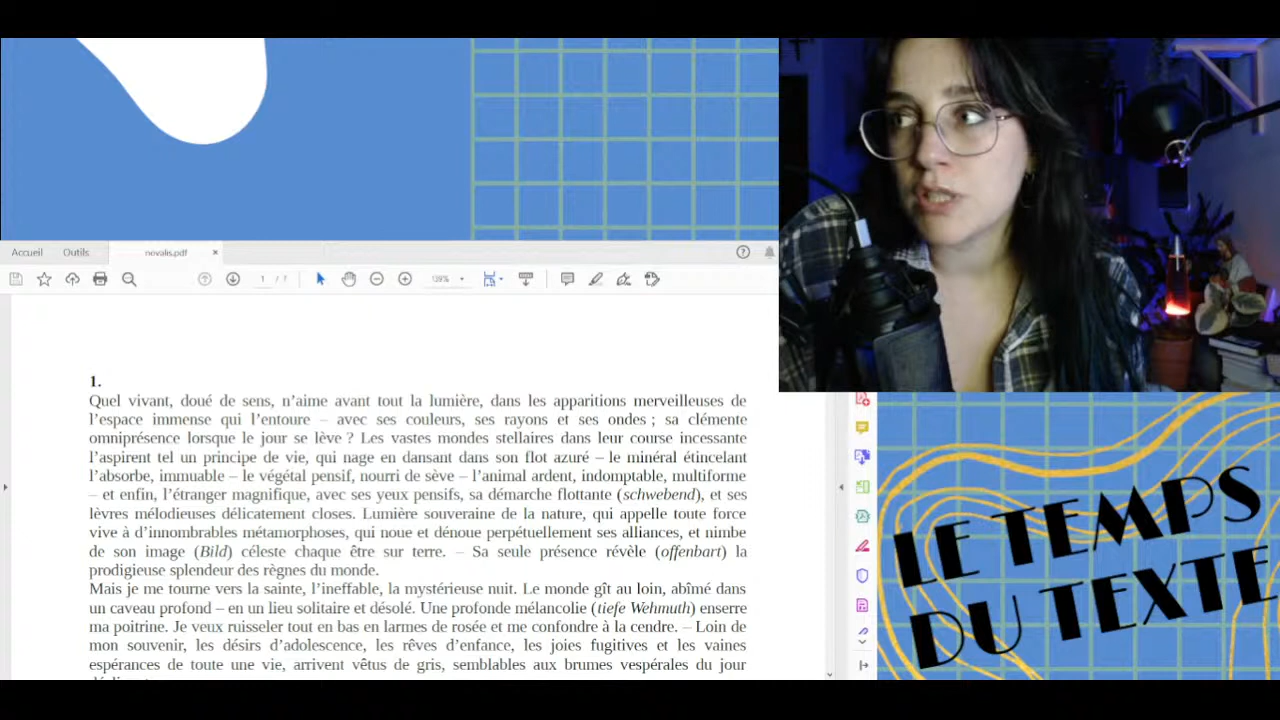 Accueil Outils novalis.pdf ×
1 / 7 139%
1.
Quel vivant, doué de sens, n’aime avant tout la lumière, dans les apparitions merveilleuses de
l’espace immense qui l’entoure – avec ses couleurs, ses rayons et ses ondes ; sa clémente
omniprésence lorsque le jour se lève ? Les vastes mondes stellaires dans leur course incessante
l’aspirent tel un principe de vie, qui nage en dansant dans son flot azuré – le minéral étincelant
l’absorbe, immuable – le végétal pensif, nourri de sève – l’animal ardent, indomptable, multiforme
– et enfin, l’étranger magnifique, avec ses yeux pensifs, sa démarche flottante (schwebend), et ses
lèvres mélodieuses délicatement closes. Lumière souveraine de la nature, qui appelle toute force
vive à d’innombrables métamorphoses, qui noue et dénoue perpétuellement ses alliances, et nimbe
de son image (Bild) céleste chaque être sur terre. – Sa seule présence révèle (offenbart) la
prodigieuse splendeur des règnes du monde.
Mais je me tourne vers la sainte, l’ineffable, la mystérieuse nuit. Le monde gît au loin, abîmé dans
un caveau profond – en un lieu solitaire et désolé. Une profonde mélancolie (tiefe Wehmuth) enserre
ma poitrine. Je veux ruisseler tout en bas en larmes de rosée et me confondre à la cendre. – Loin de
mon souvenir, les désirs d’adolescence, les rêves d’enfance, les joies fugitives et les vaines
espérances de toute une vie, arrivent vêtus de gris, semblables aux brumes vespérales du jour
LE TEMPS
DU TEXTE